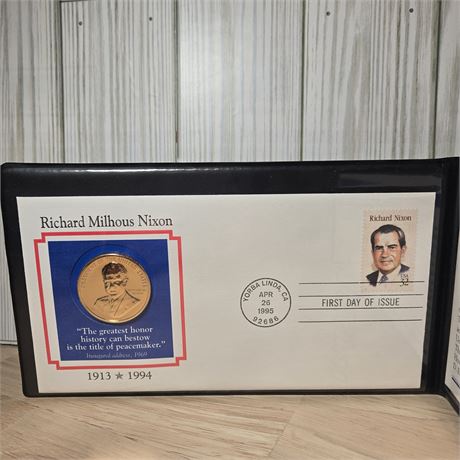 Richard Milhous Nixon
"The greatest honor
history can bestow
is the title of peacemaker."
Inaugural address, 1969
1913 ★ 1994
Richard Nixon
USA
32
YORBA LINDA, CA
APR
26
1995
92686
FIRST DAY OF ISSUE